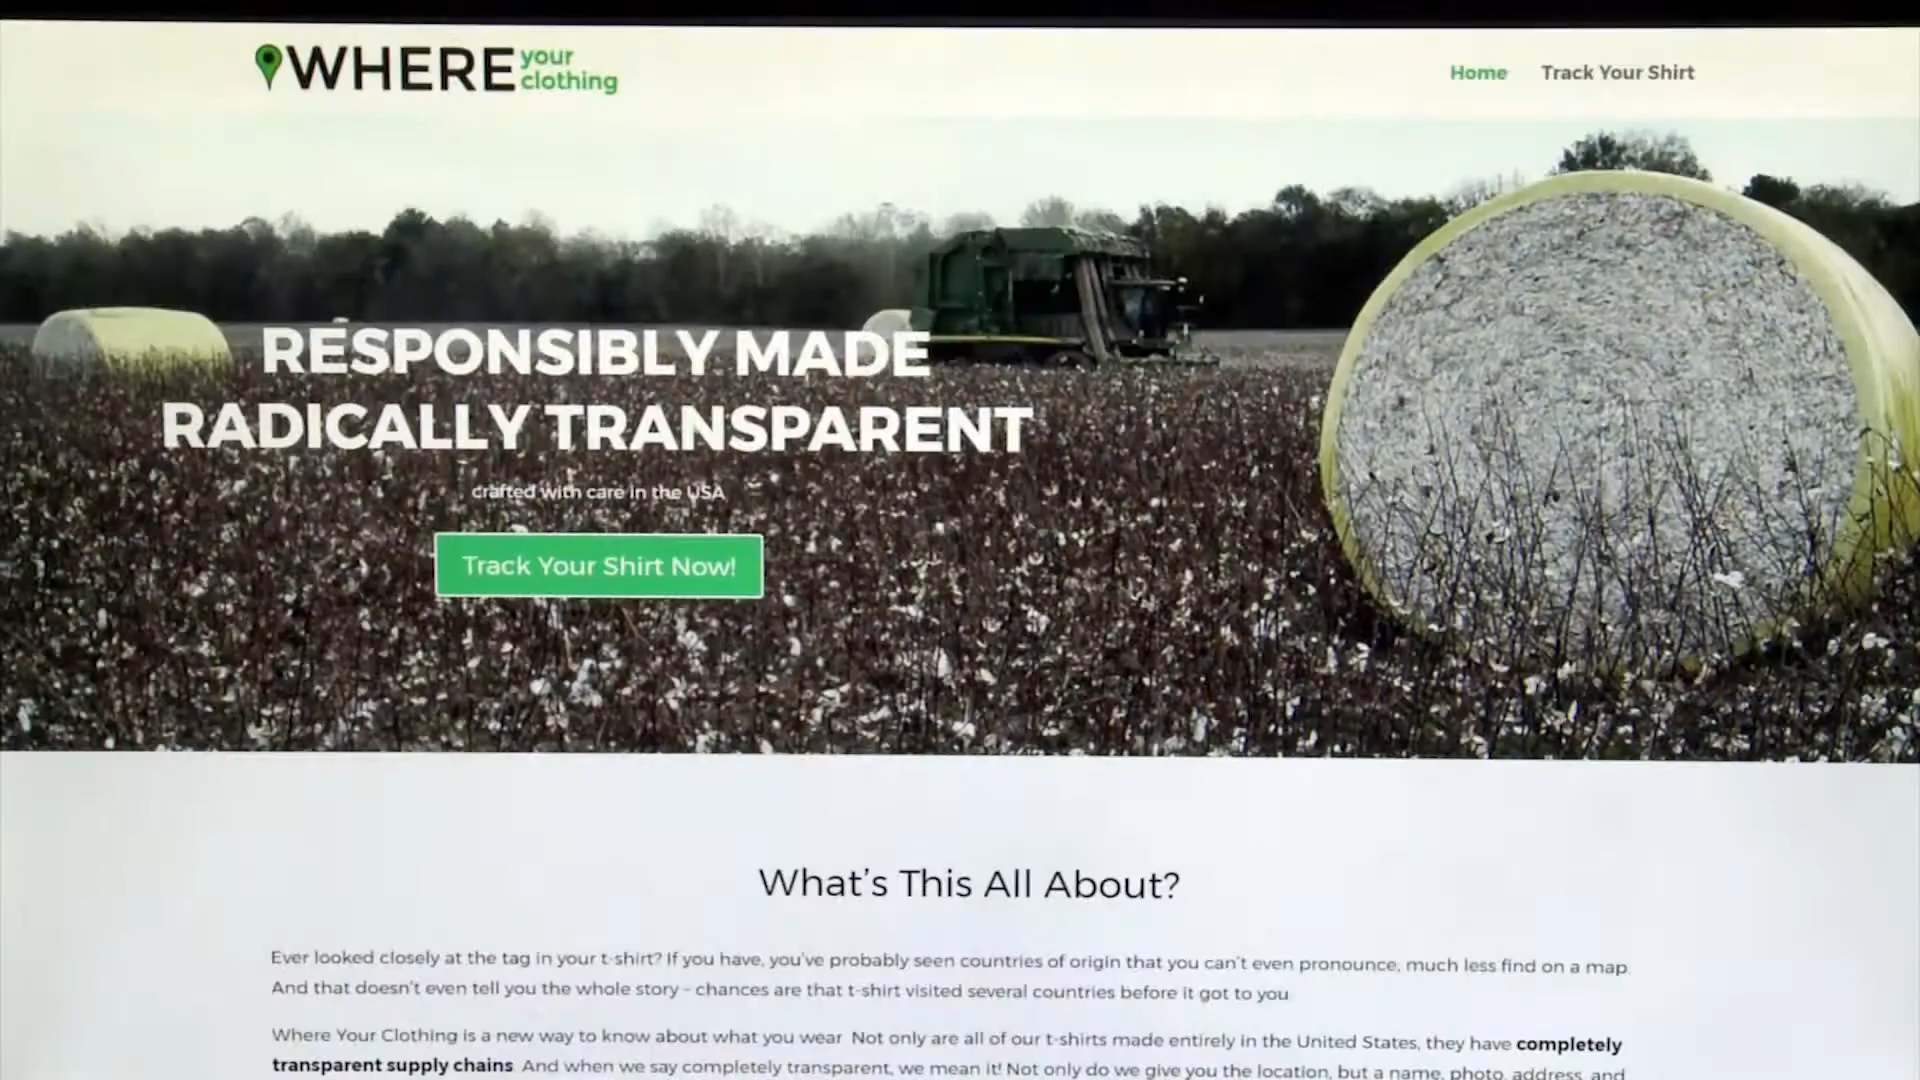 WHERE your clothing
Home Track Your Shirt
RESPONSIBLY MADE
RADICALLY TRANSPARENT
crafted with care in the USA
Track Your Shirt Now!
What's This All About?
Ever looked closely at the tag in your t-shirt? If you have, you've probably seen countries of origin that you can't even pronounce, much less find on a map.
And that doesn't even tell you the whole story - chances are that t-shirt visited several countries before it got to you.
Where Your Clothing is a new way to know about what you wear. Not only are all of our t-shirts made entirely in the United States, they have completely
transparent supply chains. And when we say completely transparent, we mean it! Not only do we give you the location, but a name, photo, address, and